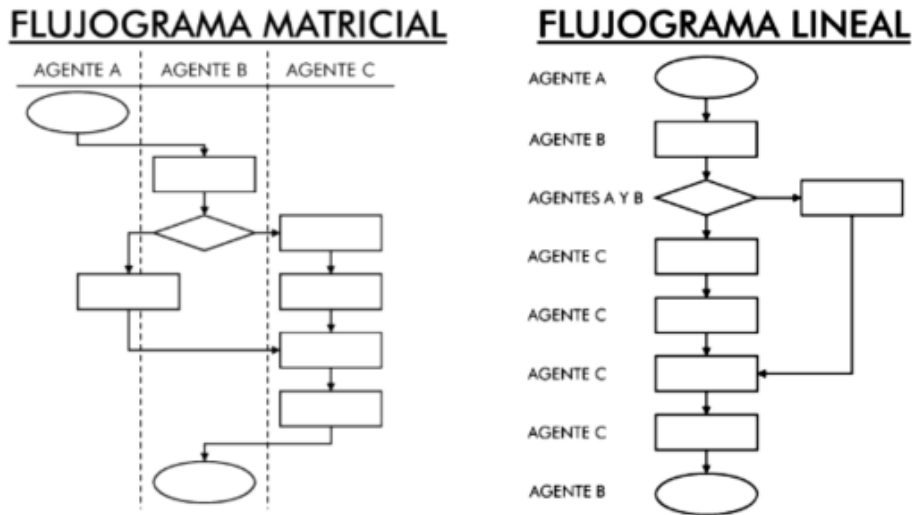 FLUJOGRAMA MATRICIAL
AGENTE A
AGENTE B
AGENTE C
FLUJOGRAMA LINEAL
AGENTE A
AGENTE B
AGENTES A Y B
AGENTE C
AGENTE C
AGENTE C
AGENTE C
AGENTE B